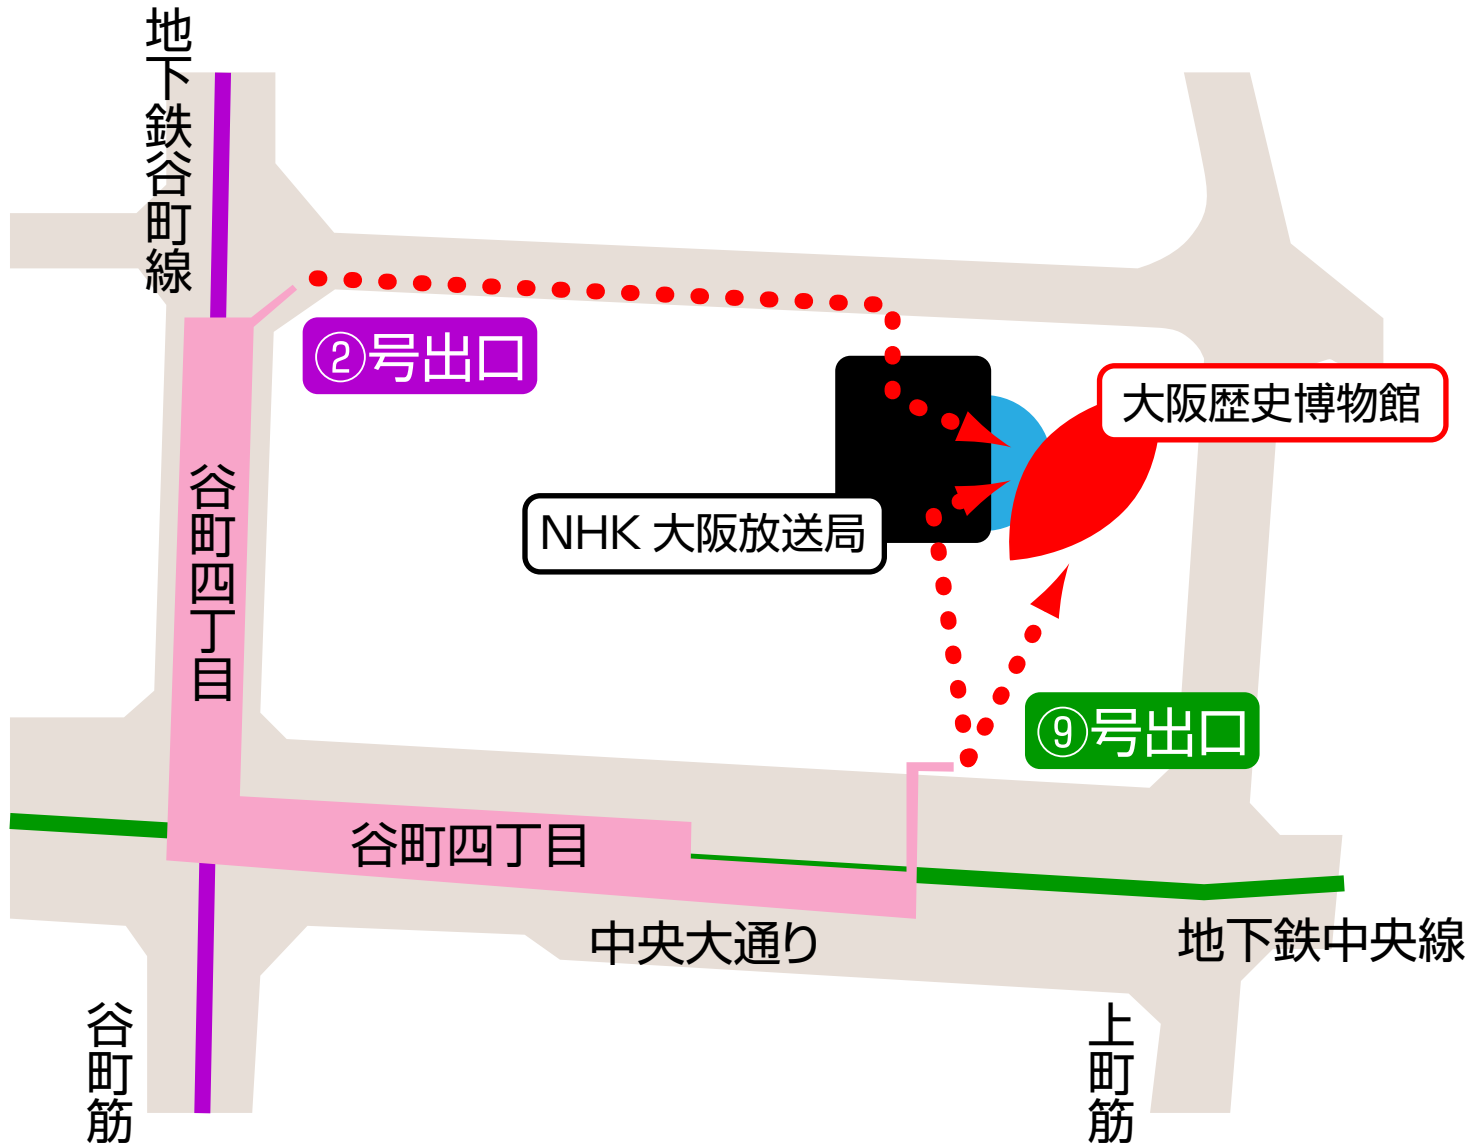 地下鉄谷町線
②号出口
大阪歴史博物館
谷町四丁目
NHK 大阪放送局
⑨号出口
谷町四丁目
中央大通り
地下鉄中央線
谷町筋
上町筋